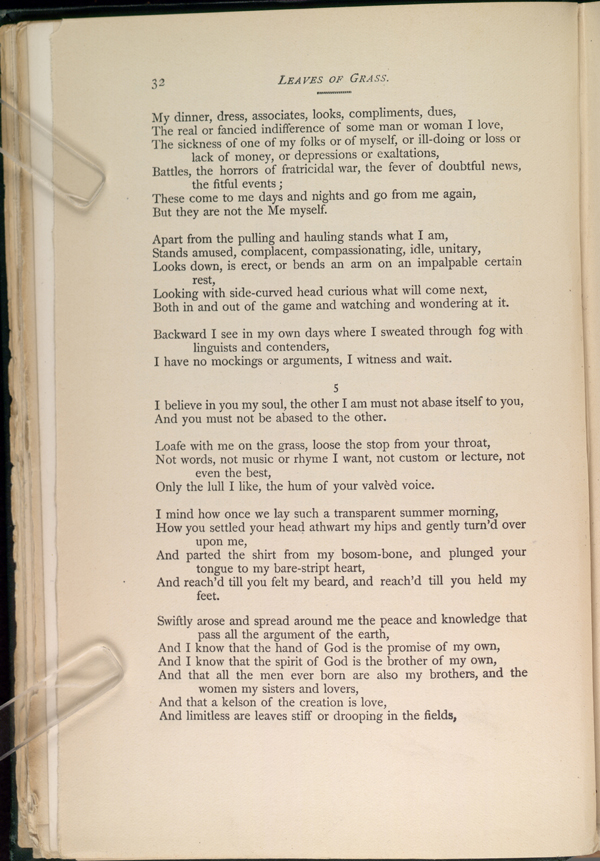 32
LEAVES OF GRASS.
My dinner, dress, associates, looks, compliments, dues,
The real or fancied indifference of some man or woman I love,
The sickness of one of my folks or of myself, or ill-doing or loss or
lack of money, or depressions or exaltations,
Battles, the horrors of fratricidal war, the fever of doubtful news,
the fitful events;
These come to me days and nights and go from me again,
But they are not the Me myself.
Apart from the pulling and hauling stands what I am,
Stands amused, complacent, compassionating, idle, unitary,
Looks down, is erect, or bends an arm on an impalpable certain
rest,
Looking with side-curved head curious what will come next,
Both in and out of the game and watching and wondering at it.
Backward I see in my own days where I sweated through fog with
linguists and contenders,
I have no mockings or arguments, I witness and wait.
5
I believe in you my soul, the other I am must not abase itself to you,
And you must not be abased to the other.
Loafe with me on the grass, loose the stop from your throat,
Not words, not music or rhyme I want, not custom or lecture, not
even the best,
Only the lull I like, the hum of your valvèd voice.
I mind how once we lay such a transparent summer morning,
How you settled your head athwart my hips and gently turn'd over
upon me,
And parted the shirt from my bosom-bone, and plunged your
tongue to my bare-stript heart,
And reach'd till you felt my beard, and reach'd till you held my
feet.
Swiftly arose and spread around me the peace and knowledge that
pass all the argument of the earth,
And I know that the hand of God is the promise of my own,
And I know that the spirit of God is the brother of my own,
And that all the men ever born are also my brothers, and the
women my sisters and lovers,
And that a kelson of the creation is love,
And limitless are leaves stiff or drooping in the fields,